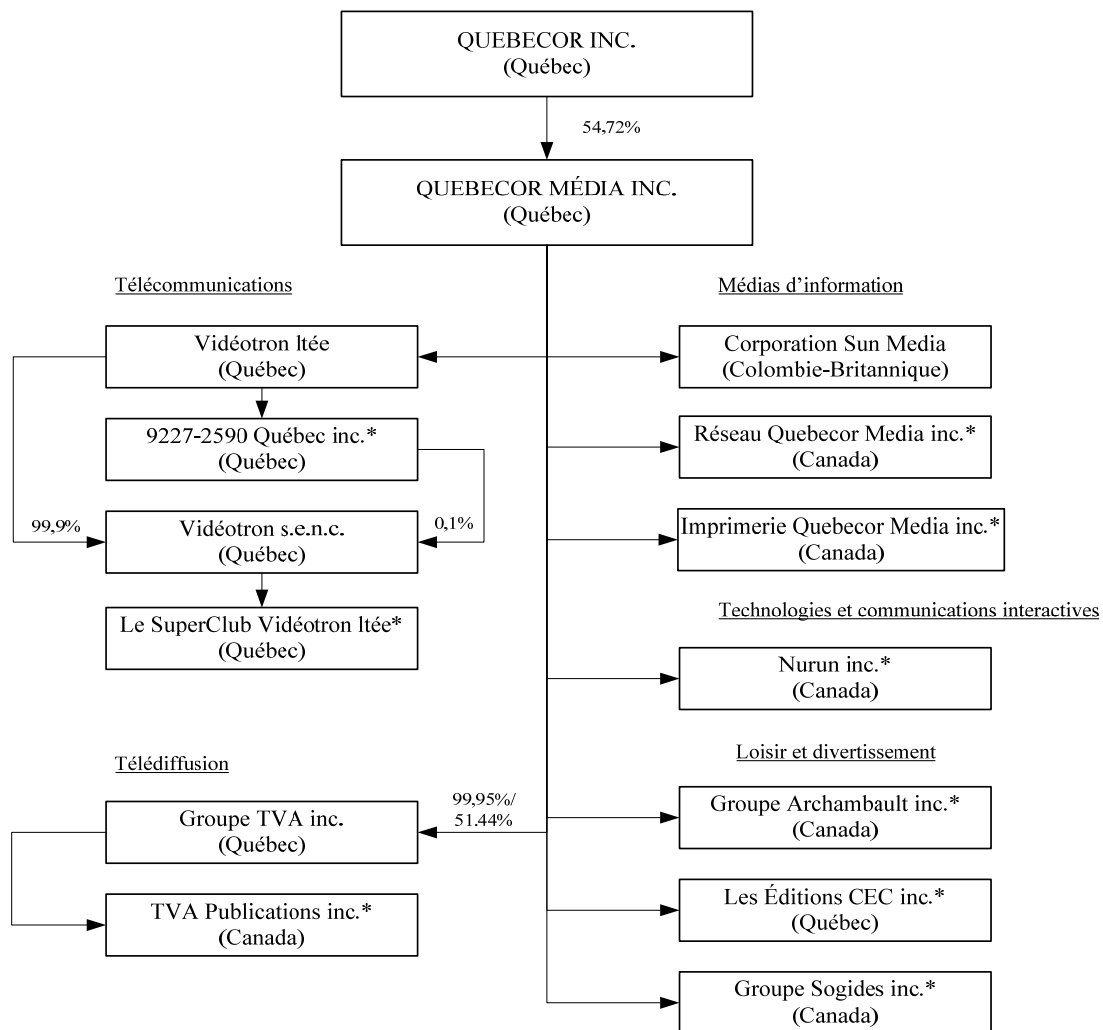 QUEBECOR INC.
(Québec)
54,72%
QUEBECOR MÉDIA INC.
(Québec)
Télécommunications
Vidéotron ltée
(Québec)
9227-2590 Québec inc.*
(Québec)
99,9%
0,1%
Vidéotron s.e.n.c.
(Québec)
Le SuperClub Vidéotron ltée*
(Québec)
Télédiffusion
99,95%/
51.44%
Groupe TVA inc.
(Québec)
TVA Publications inc.*
(Canada)
Médias d’information
Corporation Sun Media
(Colombie-Britannique)
Réseau Quebecor Media inc.*
(Canada)
Imprimerie Quebecor Media inc.*
(Canada)
Technologies et communications interactives
Nurun inc.*
(Canada)
Loisir et divertissement
Groupe Archambault inc.*
(Canada)
Les Éditions CEC inc.*
(Québec)
Groupe Sogides inc.*
(Canada)